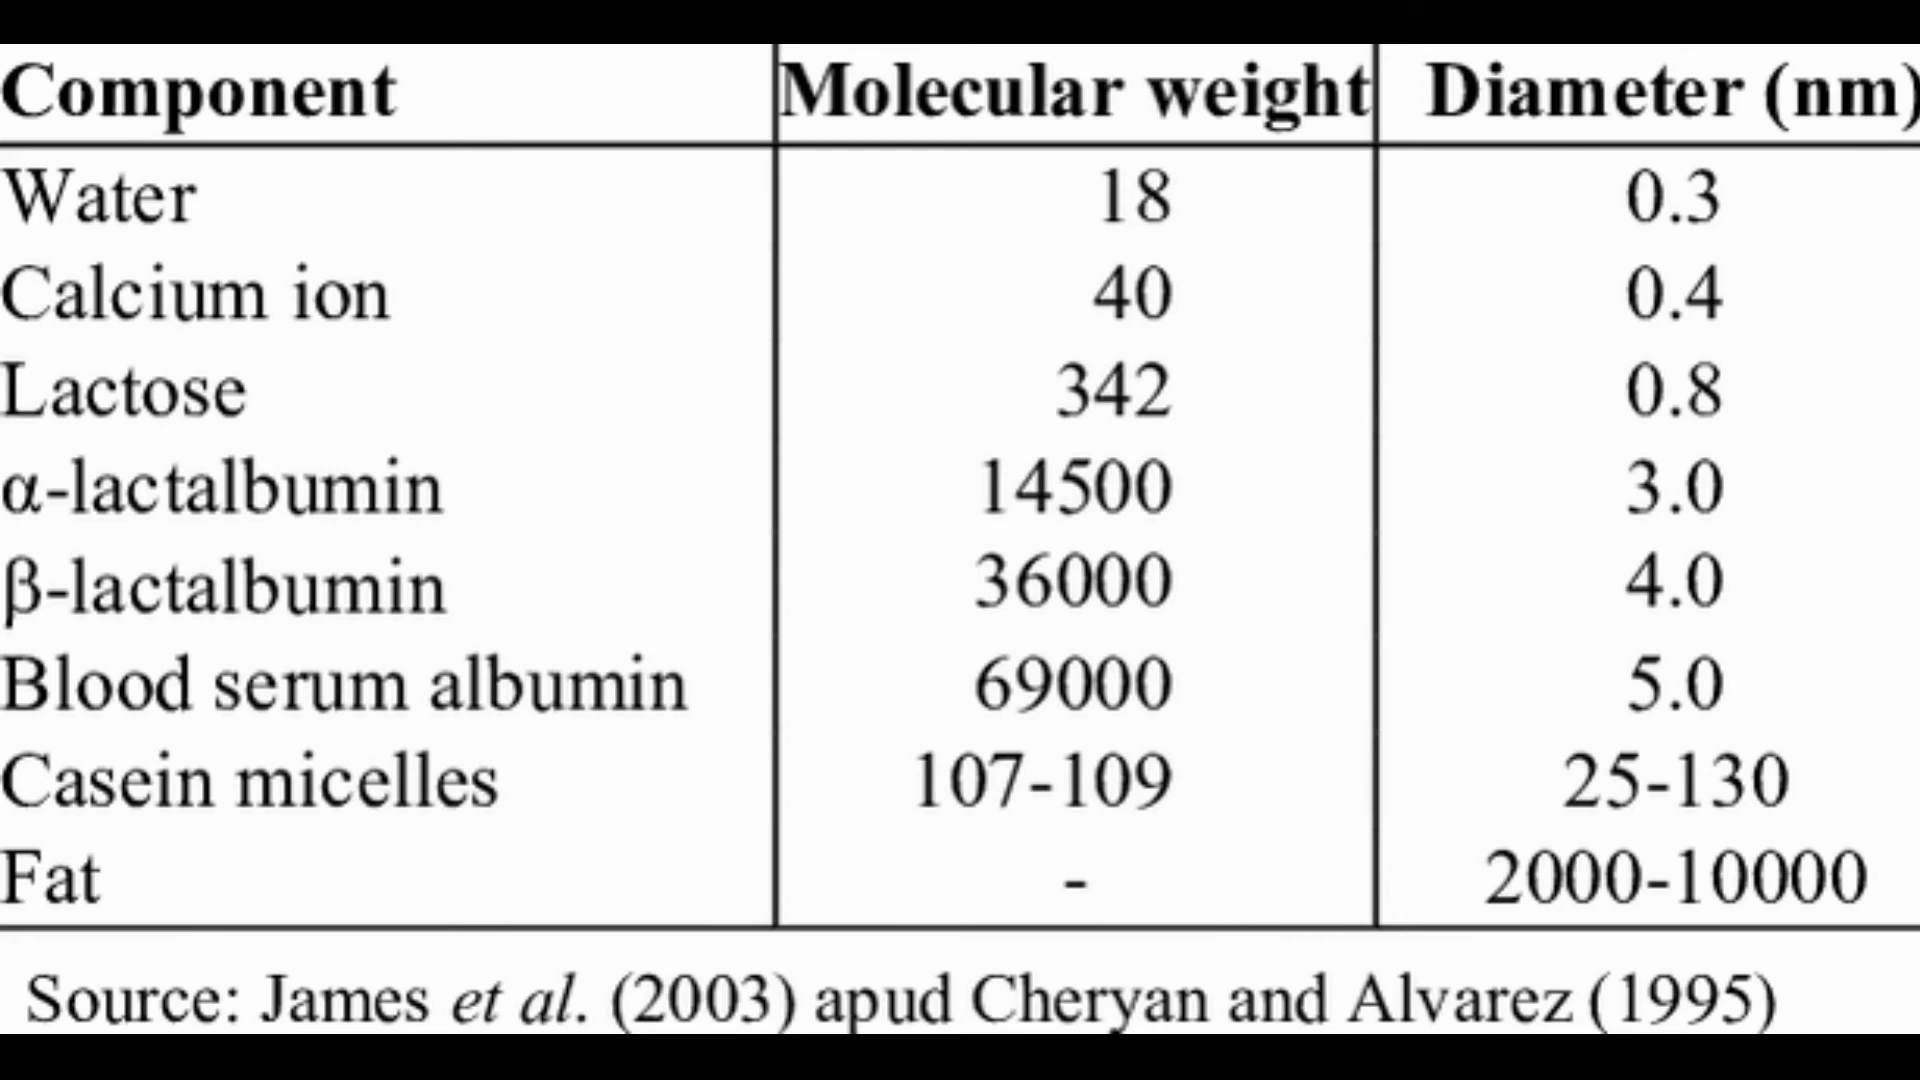 Component Molecular weight Diameter (nm)
Water 18 0.3
Calcium ion 40 0.4
Lactose 342 0.8
α-lactalbumin 14500 3.0
β-lactalbumin 36000 4.0
Blood serum albumin 69000 5.0
Casein micelles 107-109 25-130
Fat - 2000-10000
Source: James et al. (2003) apud Cheryan and Alvarez (1995)